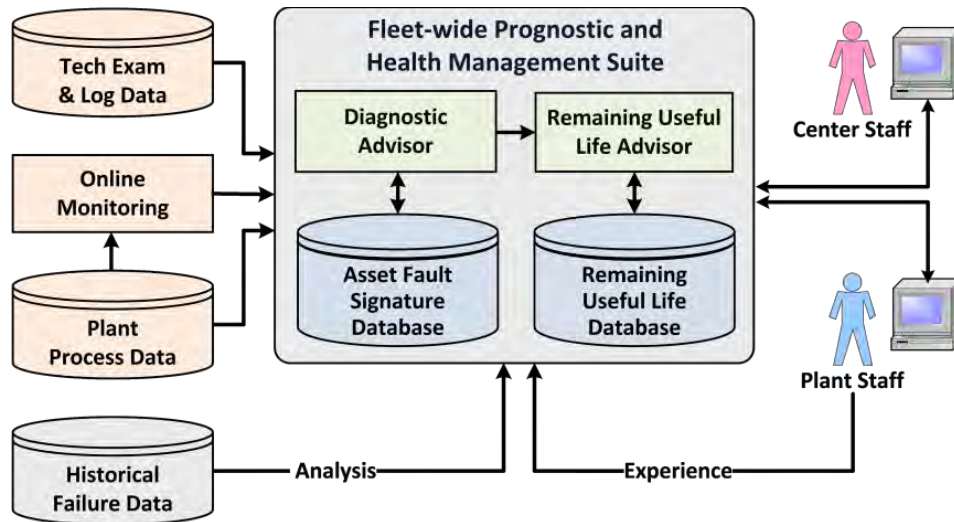 Tech Exam
& Log Data
Online
Monitoring
Plant
Process Data
Historical
Failure Data
Fleet-wide Prognostic and
Health Management Suite
Diagnostic
Advisor
Remaining Useful
Life Advisor
Asset Fault
Signature
Database
Remaining
Useful Life
Database
Center Staff
Plant Staff
Analysis
Experience